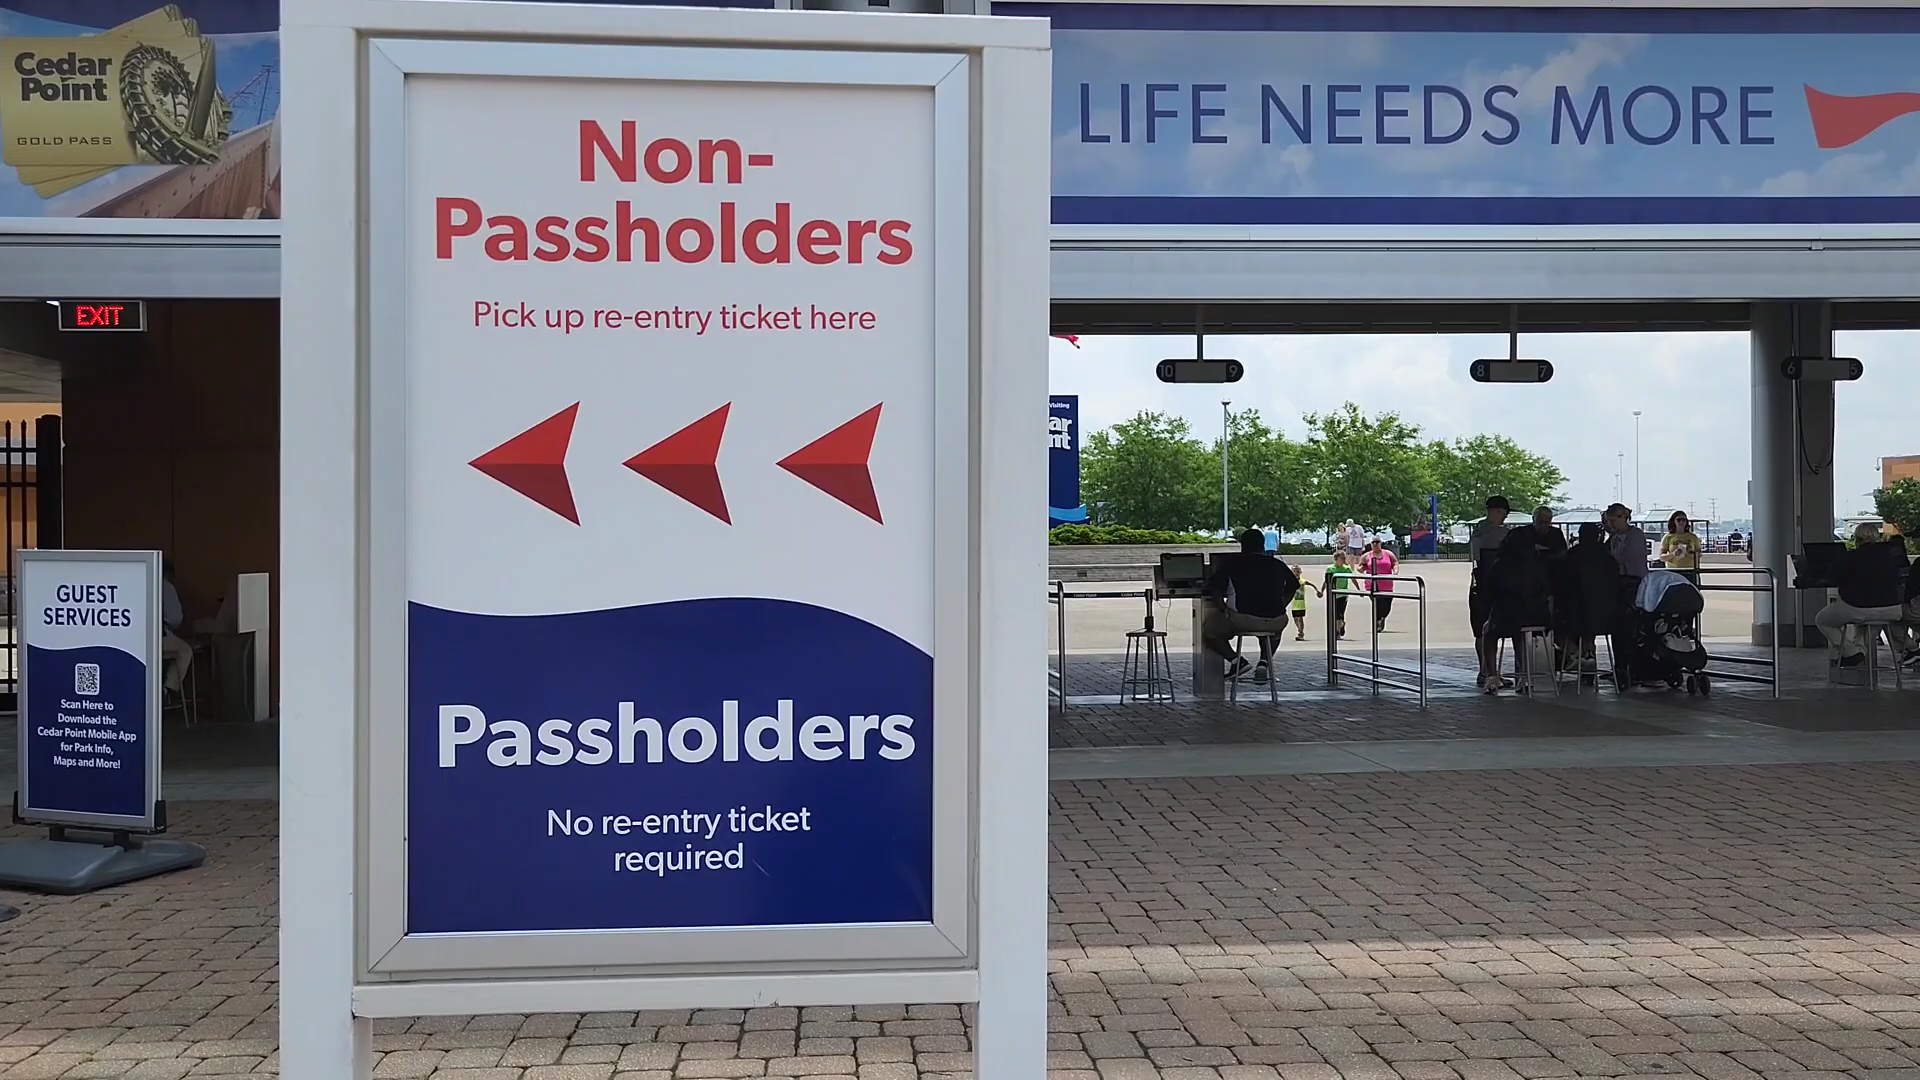 Cedar
Point
GOLD PASS
EXIT
GUEST
SERVICES
Scan Here to
Download the
Cedar Point Mobile App
for Park Info,
Maps and More!
Non-
Passholders
Pick up re-entry ticket here
Passholders
No re-entry ticket
required
LIFE NEEDS MORE
10 9
8 7
6 5